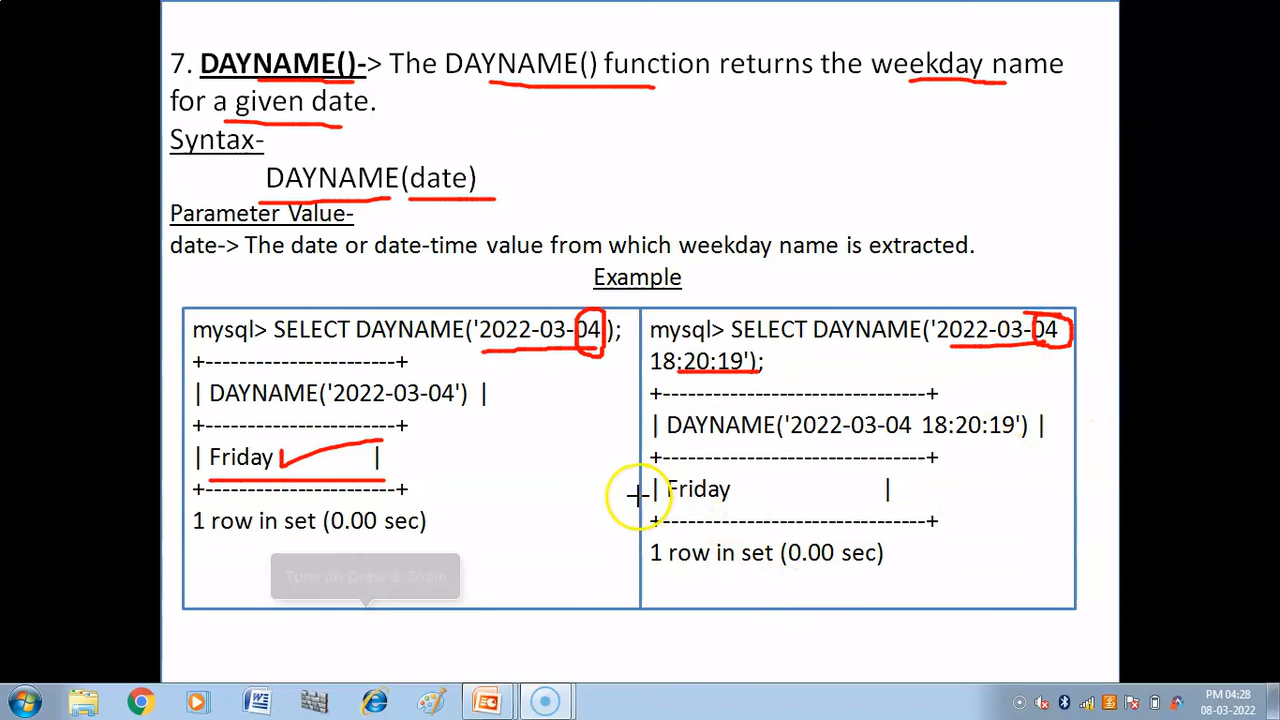 7. DAYNAME()-> The DAYNAME() function returns the weekday name
for a given date.
Syntax-
DAYNAME(date)
Parameter Value-
date-> The date or date-time value from which weekday name is extracted.
Example
mysql> SELECT DAYNAME('2022-03-04');
+-----------------------+
| DAYNAME('2022-03-04') |
+-----------------------+
| Friday |
+-----------------------+
1 row in set (0.00 sec)
mysql> SELECT DAYNAME('2022-03-04
18:20:19');
+--------------------------------+
| DAYNAME('2022-03-04 18:20:19') |
+--------------------------------+
| Friday |
+--------------------------------+
1 row in set (0.00 sec)
Turn on Draw & Zoom
PM 04:28
08-03-2022